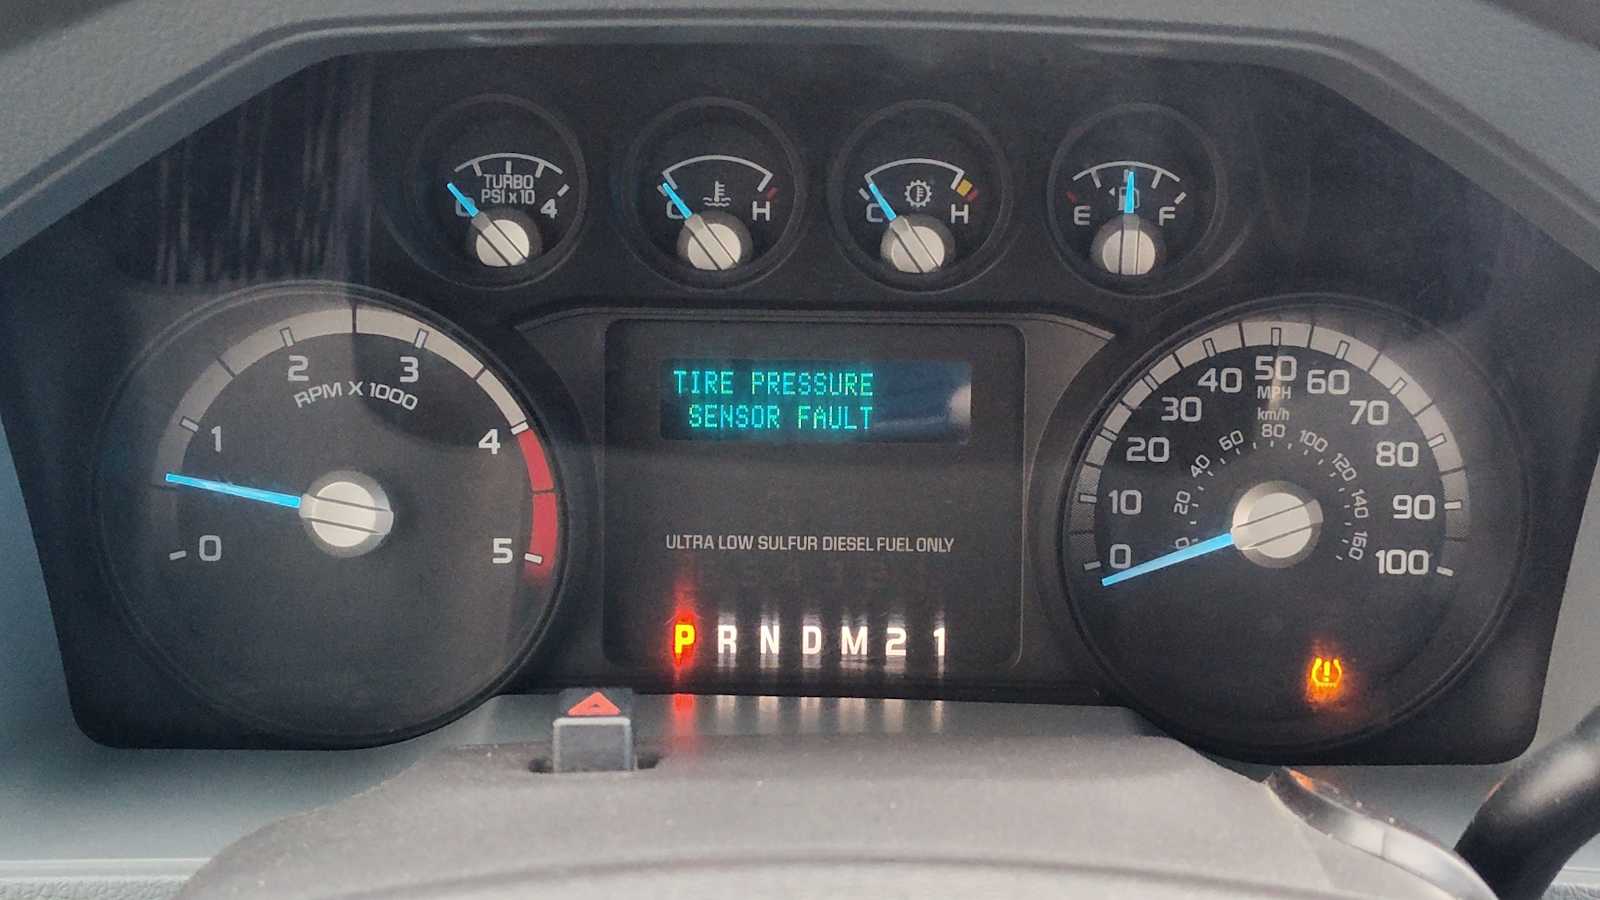 TURBO
PSI x 10
0 4
C H
C H
E F
0 1 2 3 4 5
RPM X 1000
TIRE PRESSURE
SENSOR FAULT
ULTRA LOW SULFUR DIESEL FUEL ONLY
P R N D M 2 1
0 10 20 30 40 50 60 70 80 90 100
MPH
km/h
0 20 40 60 80 100 120 140 160